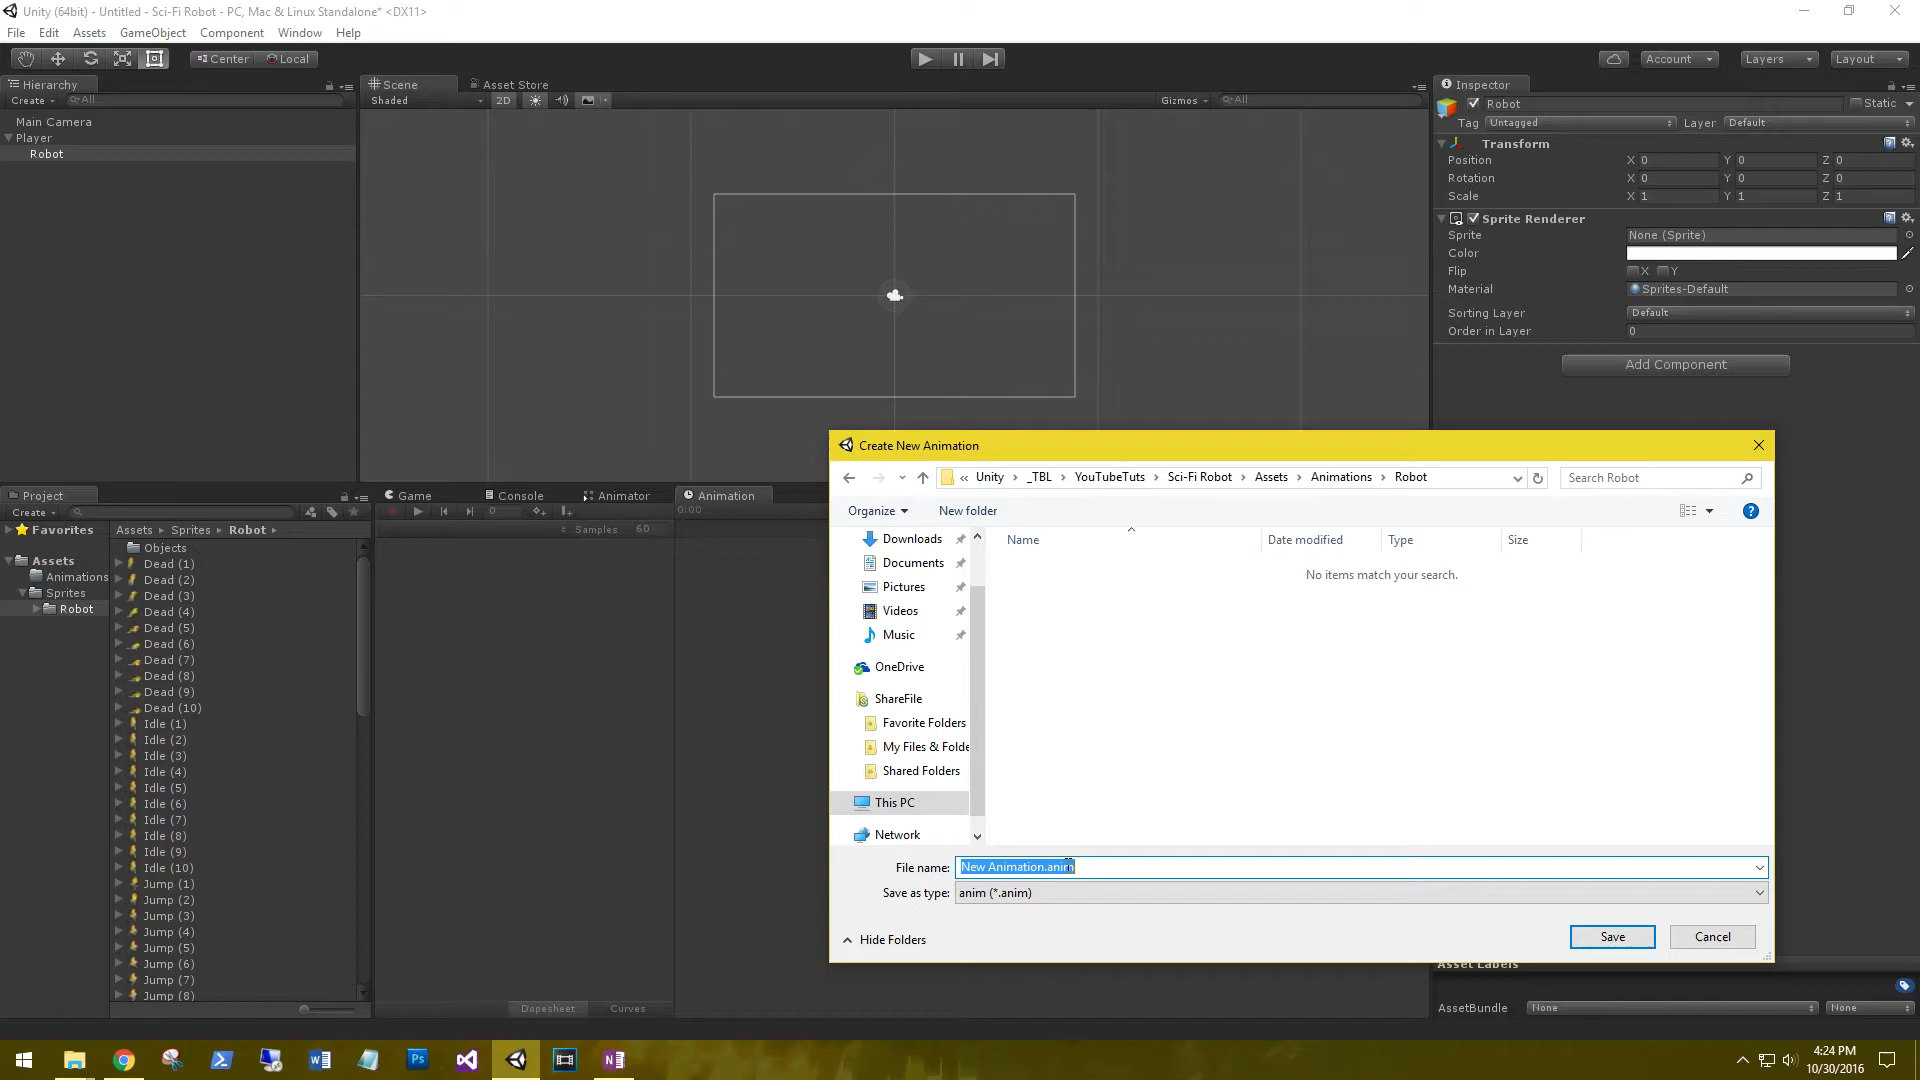 Unity (64bit) - Untitled - Sci-Fi Robot - PC, Mac & Linux Standalone* <DX11>
File Edit Assets GameObject Component Window Help
Center Local Account Layers Layout
Hierarchy Scene Asset Store Inspector
Create All Shaded 2D Gizmos All Robot Static
Main Camera Tag Untagged Layer Default
Player
Robot
Transform
Position X 0 Y 0 Z 0
Rotation X 0 Y 0 Z 0
Scale X 1 Y 1 Z 1
Sprite Renderer
Sprite None (Sprite)
Color
Flip X Y
Material Sprites-Default
Sorting Layer Default
Order in Layer 0
Add Component
Project Game Console Animator Animation
Create 0 0:00
Favorites Assets Sprites Robot Samples 60
Assets
Animations
Sprites
Robot
Objects
Dead (1)
Dead (2)
Dead (3)
Dead (4)
Dead (5)
Dead (6)
Dead (7)
Dead (8)
Dead (9)
Dead (10)
Idle (1)
Idle (2)
Idle (3)
Idle (4)
Idle (5)
Idle (6)
Idle (7)
Idle (8)
Idle (9)
Idle (10)
Jump (1)
Jump (2)
Jump (3)
Jump (4)
Jump (5)
Jump (6)
Jump (7)
Jump (8)
Dopesheet Curves
Create New Animation
« Unity _TBL YouTubeTuts Sci-Fi Robot Assets Animations Robot Search Robot
Organize New folder
Name Date modified Type Size
No items match your search.
Downloads
Documents
Pictures
Videos
Music
OneDrive
ShareFile
Favorite Folders
My Files & Folde
Shared Folders
This PC
Network
File name: New Animation.anim
Save as type: anim (*.anim)
Hide Folders Save Cancel
Asset Labels
AssetBundle None None
4:24 PM
10/30/2016